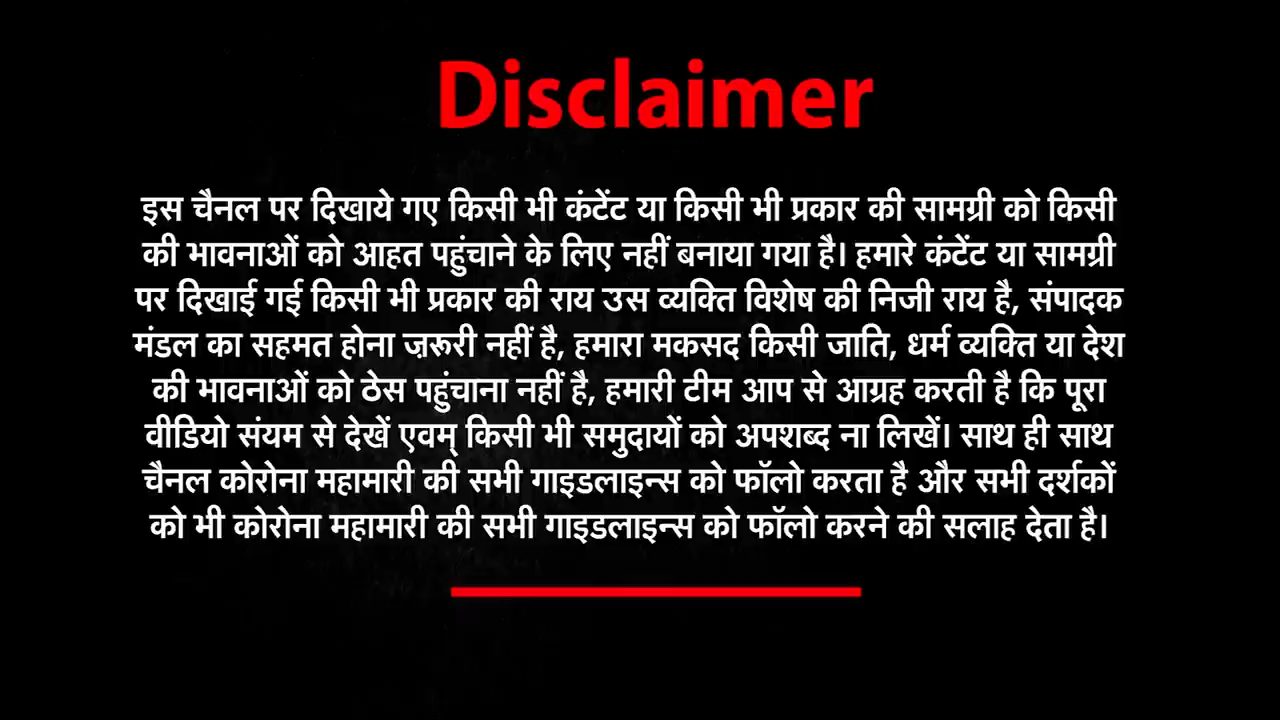 Disclaimer
इस चैनल पर दिखाये गए किसी भी कंटेंट या किसी भी प्रकार की सामग्री को किसी
की भावनाओं को आहत पहुंचाने के लिए नहीं बनाया गया है। हमारे कंटेंट या सामग्री
पर दिखाई गई किसी भी प्रकार की राय उस व्यक्ति विशेष की निजी राय है, संपादक
मंडल का सहमत होना ज़रूरी नहीं है, हमारा मकसद किसी जाति, धर्म व्यक्ति या देश
की भावनाओं को ठेस पहुंचाना नहीं है, हमारी टीम आप से आग्रह करती है कि पूरा
वीडियो संयम से देखें एवम् किसी भी समुदायों को अपशब्द ना लिखें। साथ ही साथ
चैनल कोरोना महामारी की सभी गाइडलाइन्स को फॉलो करता है और सभी दर्शकों
को भी कोरोना महामारी की सभी गाइडलाइन्स को फॉलो करने की सलाह देता है।